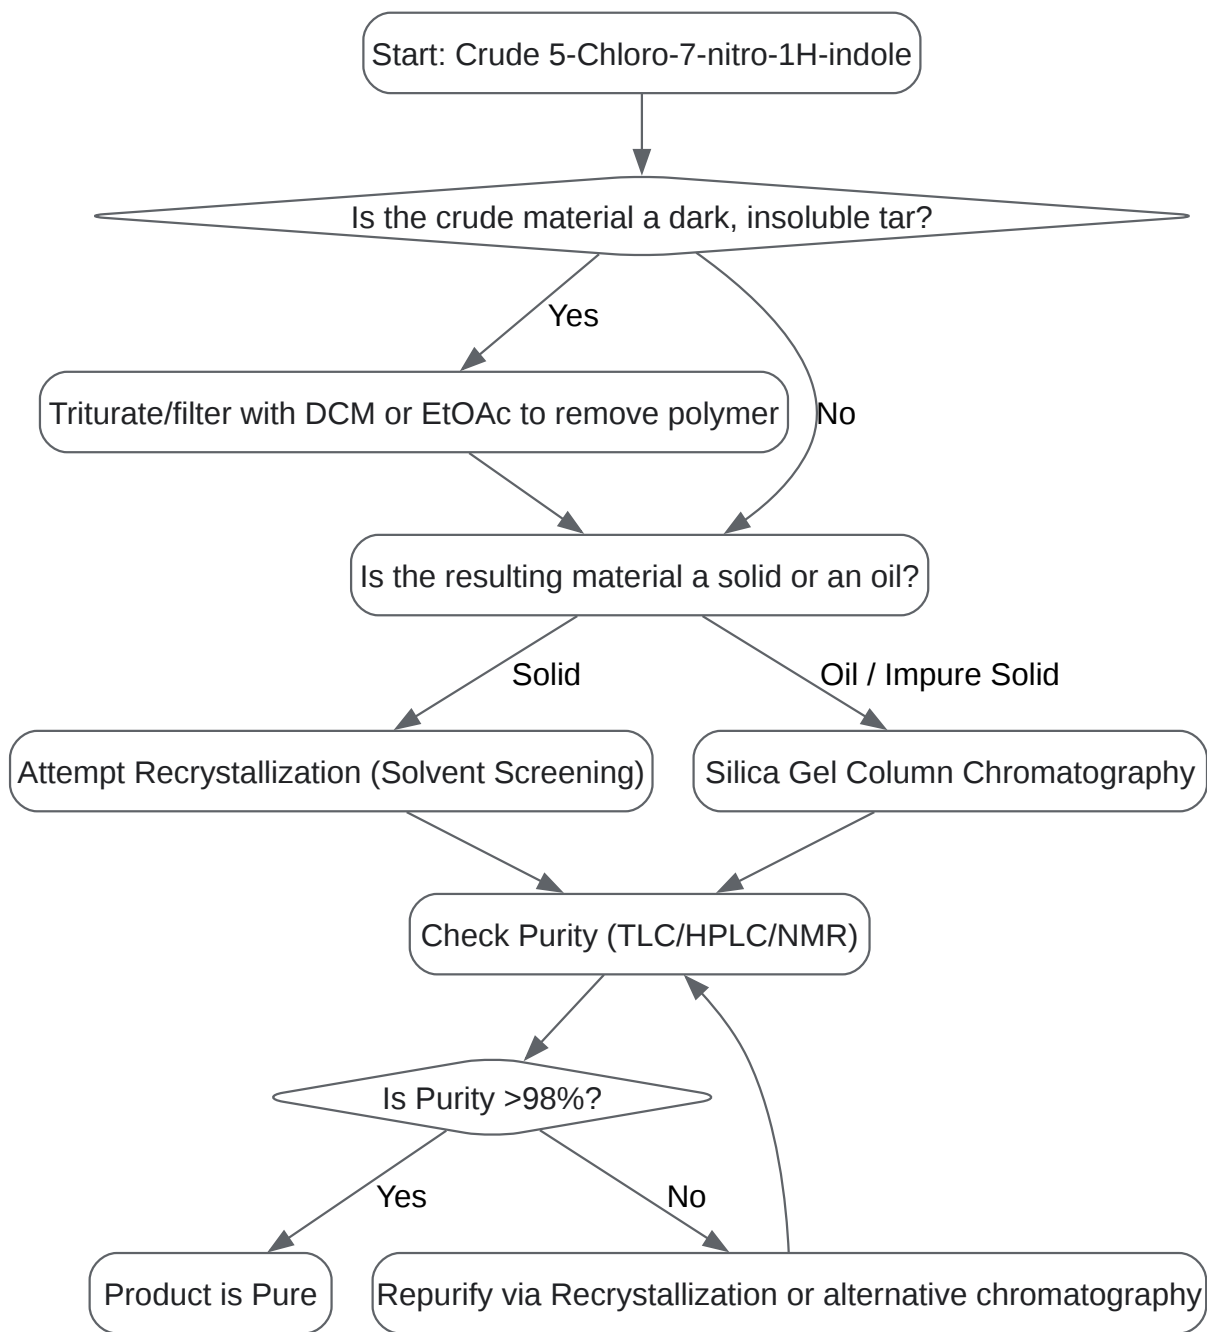 Start: Crude 5-Chloro-7-nitro-1H-indole
Is the crude material a dark, insoluble tar?
Yes
Triturate/filter with DCM or EtOAc to remove polymer
No
Is the resulting material a solid or an oil?
Solid
Oil / Impure Solid
Attempt Recrystallization (Solvent Screening)
Silica Gel Column Chromatography
Check Purity (TLC/HPLC/NMR)
Is Purity >98%?
Yes
No
Product is Pure
Repurify via Recrystallization or alternative chromatography